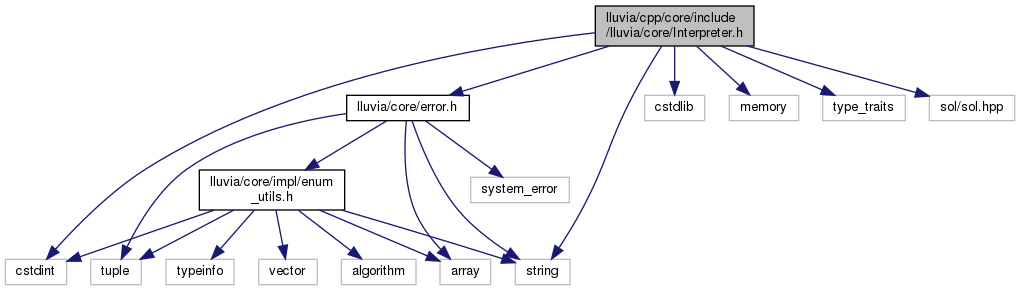 lluvia/cpp/core/include
/lluvia/core/Interpreter.h
lluvia/core/error.h
cstdlib
memory
type_traits
sol/sol.hpp
lluvia/core/impl/enum
_utils.h
system_error
cstdint
tuple
typeinfo
vector
algorithm
array
string